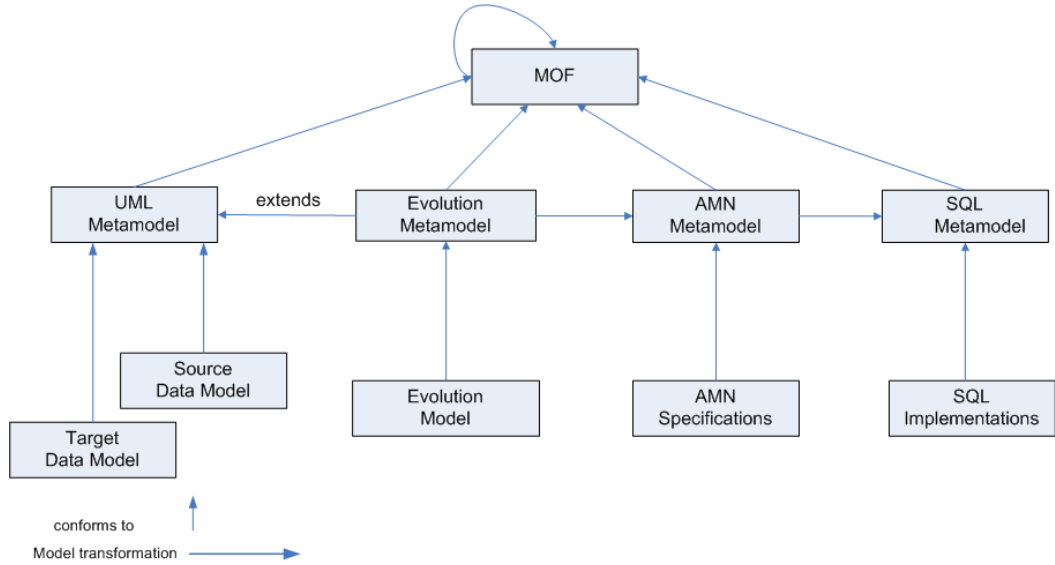 MOF
UML
Metamodel
extends
Evolution
Metamodel
AMN
Metamodel
SQL
Metamodel
Source
Data Model
Target
Data Model
Evolution
Model
AMN
Specifications
SQL
Implementations
conforms to
Model transformation